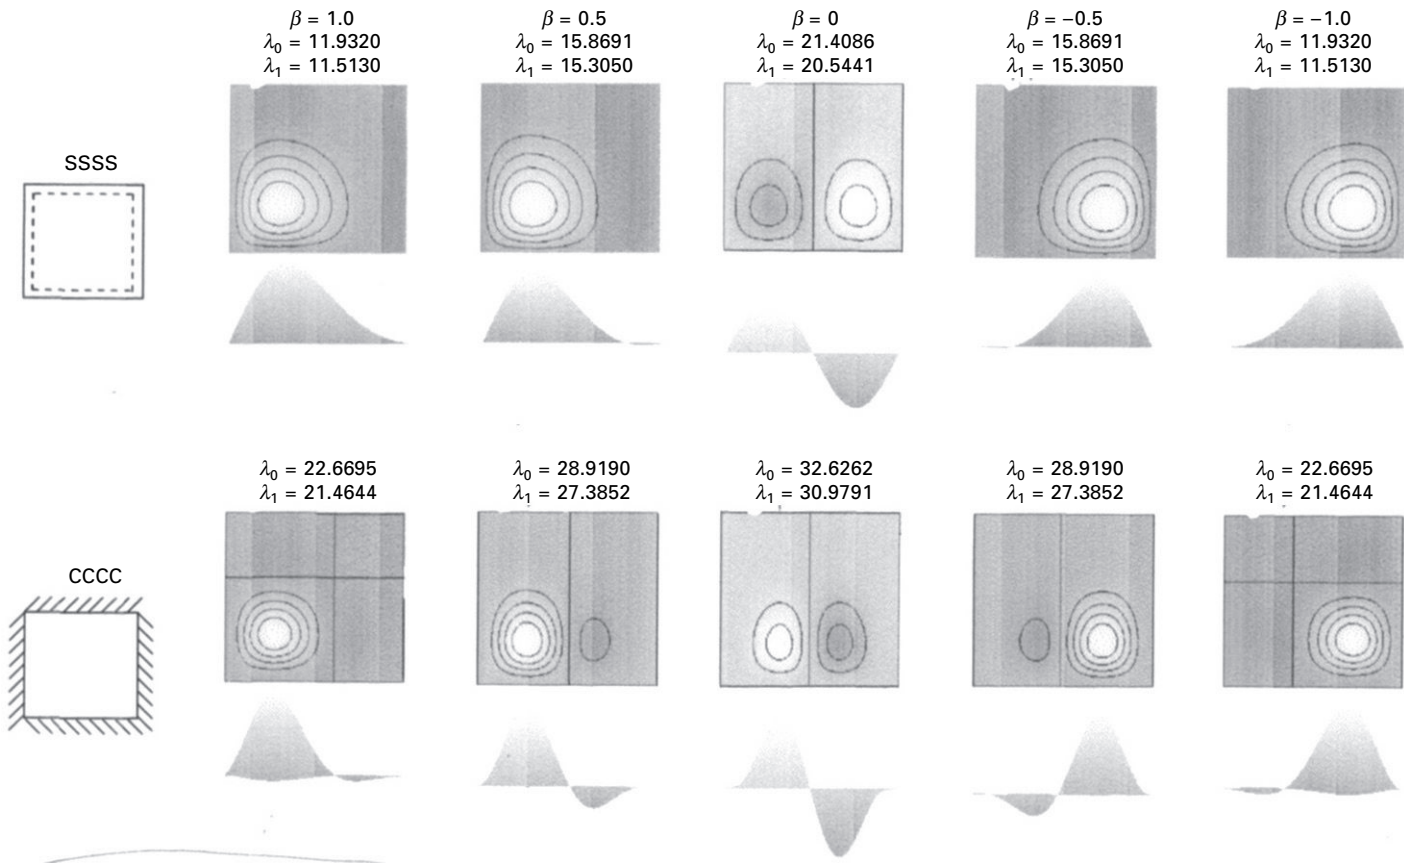 β = 1.0
λ0 = 11.9320
λ1 = 11.5130
β = 0.5
λ0 = 15.8691
λ1 = 15.3050
β = 0
λ0 = 21.4086
λ1 = 20.5441
β = −0.5
λ0 = 15.8691
λ1 = 15.3050
β = −1.0
λ0 = 11.9320
λ1 = 11.5130
SSSS
λ0 = 22.6695
λ1 = 21.4644
λ0 = 28.9190
λ1 = 27.3852
λ0 = 32.6262
λ1 = 30.9791
λ0 = 28.9190
λ1 = 27.3852
λ0 = 22.6695
λ1 = 21.4644
CCCC